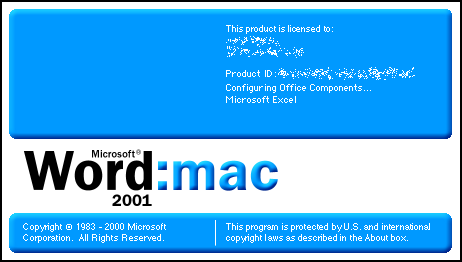 This product is licensed to:
Product ID:
Configuring Office Components...
Microsoft Excel
Microsoft®
Word:mac
2001
Copyright © 1983 - 2000 Microsoft
Corporation. All Rights Reserved.
This program is protected by U.S. and international
copyright laws as described in the About box.